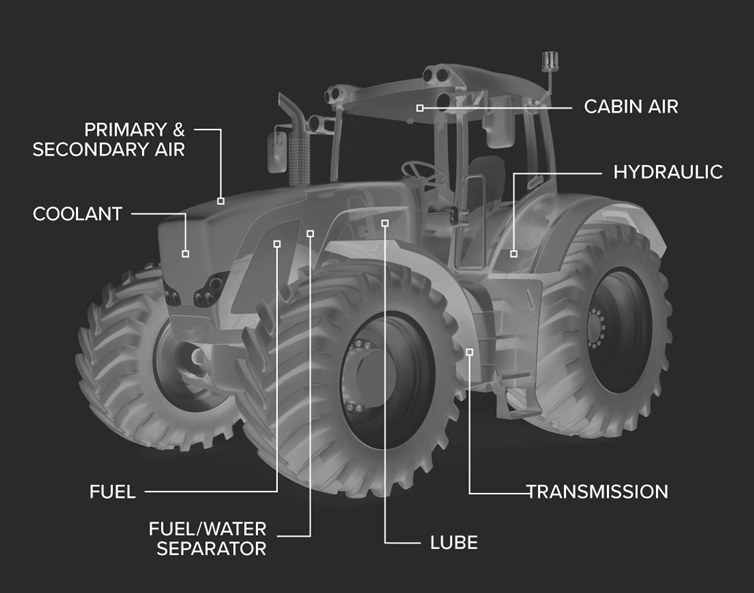 CABIN AIR
PRIMARY &
SECONDARY AIR
HYDRAULIC
COOLANT
FUEL
TRANSMISSION
FUEL/WATER
SEPARATOR
LUBE